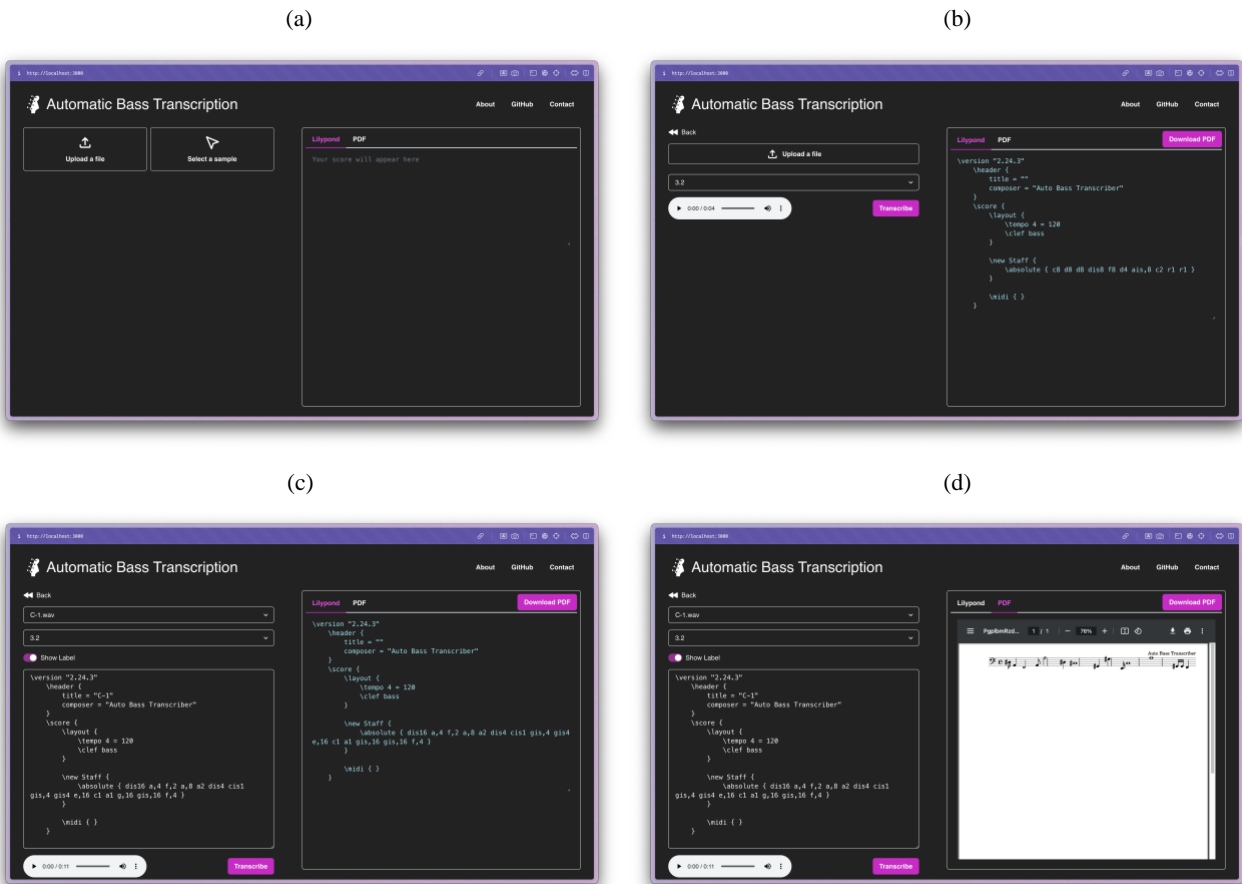 (a)
http://localhost:3000
Automatic Bass Transcription
About GitHub Contact
Upload a file
Select a sample
Lilypond PDF
Your score will appear here
(b)
http://localhost:3000
Automatic Bass Transcription
About GitHub Contact
Back
Upload a file
3.2
0:00 / 0:04
Transcribe
Lilypond PDF
Download PDF
\version "2.24.3"
\header {
title = ""
composer = "Auto Bass Transcriber"
}
\score {
\layout {
\tempo 4 = 120
\clef bass
}
\new Staff {
\absolute { c8 d8 d8 dis8 f8 d4 ais,8 c2 r1 r1 }
}
\midi { }
}
(c)
http://localhost:3000
Automatic Bass Transcription
About GitHub Contact
Back
C-1.wav
3.2
Show Label
\version "2.24.3"
\header {
title = "C-1"
composer = "Auto Bass Transcriber"
}
\score {
\layout {
\tempo 4 = 120
\clef bass
}
\new Staff {
\absolute { dis16 a,4 f,2 a,8 a2 dis4 cis1
gis,4 gis4 e,16 c1 a1 g,16 gis,16 f,4 }
}
\midi { }
}
0:00 / 0:11
Transcribe
Lilypond PDF
Download PDF
\version "2.24.3"
\header {
title = ""
composer = "Auto Bass Transcriber"
}
\score {
\layout {
\tempo 4 = 120
\clef bass
}
\new Staff {
\absolute { dis16 a,4 f,2 a,8 a2 dis4 cis1 gis,4 gis4
e,16 c1 a1 gis,16 gis,16 f,4 }
}
\midi { }
}
(d)
http://localhost:3000
Automatic Bass Transcription
About GitHub Contact
Back
C-1.wav
3.2
Show Label
\version "2.24.3"
\header {
title = "C-1"
composer = "Auto Bass Transcriber"
}
\score {
\layout {
\tempo 4 = 120
\clef bass
}
\new Staff {
\absolute { dis16 a,4 f,2 a,8 a2 dis4 cis1
gis,4 gis4 e,16 c1 a1 g,16 gis,16 f,4 }
}
\midi { }
}
0:00 / 0:11
Transcribe
Lilypond PDF
Download PDF
1 / 1 70%
Auto Bass Transcriber